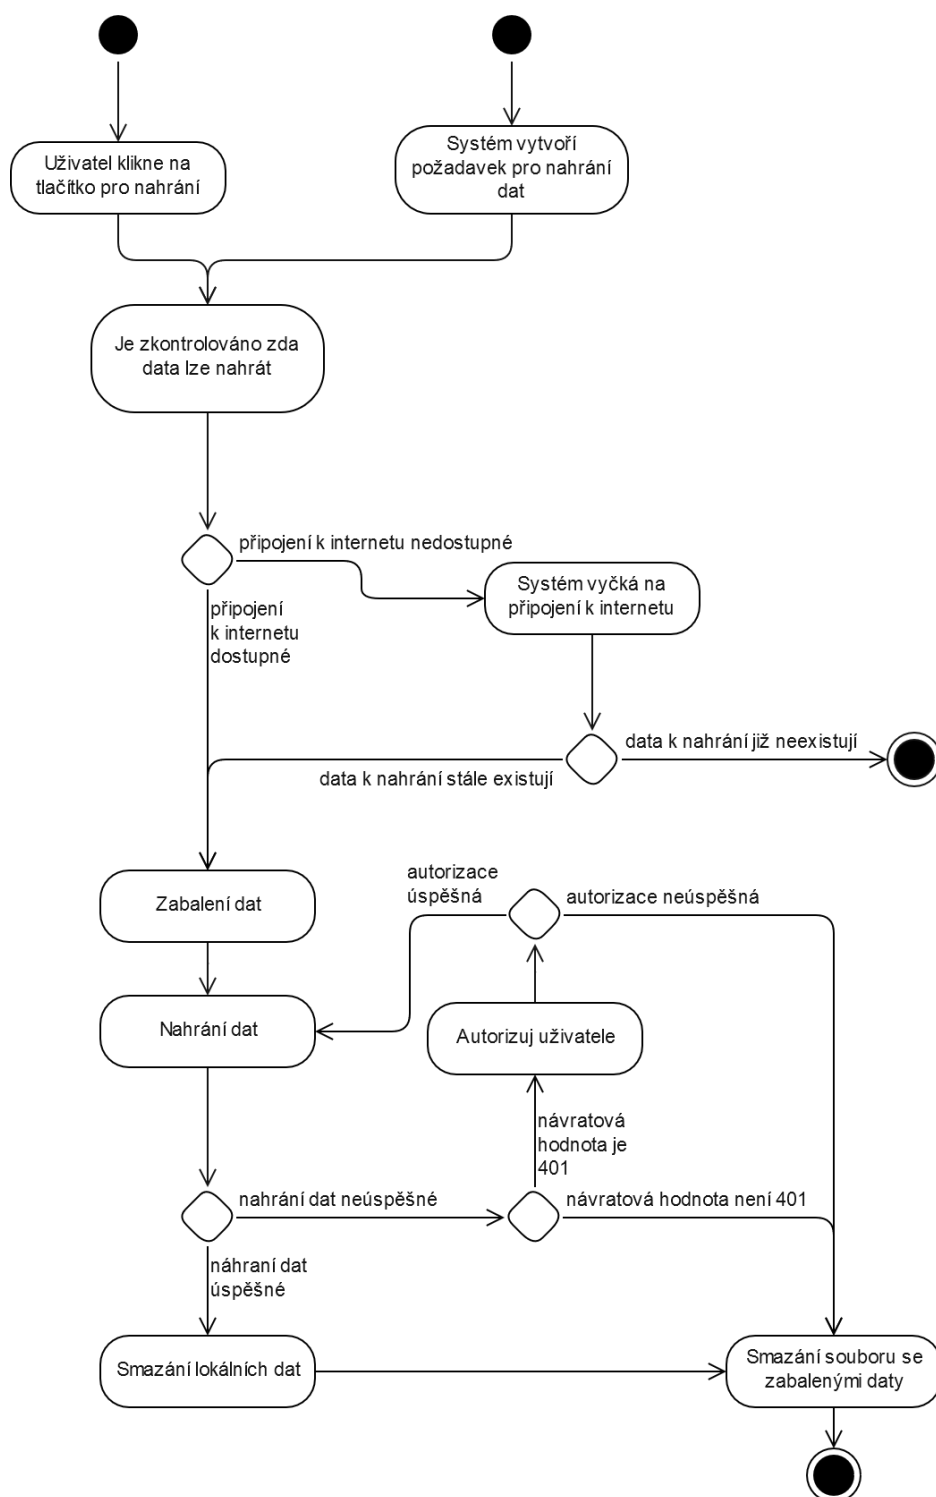 Uživatel klikne na
tlačítko pro nahrání
Systém vytvoří
požadavek pro nahrání
dat
Je zkontrolováno zda
data lze nahrát
připojení k internetu nedostupné
Systém vyčká na
připojení k internetu
připojení
k internetu
dostupné
data k nahrání již neexistují
data k nahrání stále existují
autorizace
úspěšná
autorizace neúspěšná
Zabalení dat
Nahrání dat
Autorizuj uživatele
návratová
hodnota je
401
nahrání dat neúspěšné
návratová hodnota není 401
náhraní dat
úspěšné
Smazání lokálních dat
Smazání souboru se
zabalenými daty